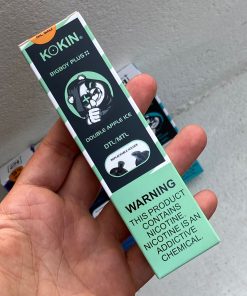 KOKIN
BIGBOY PLUS II
DOUBLE APPLE ICE
DTL/MTL
WARNING
THIS PRODUCT
CONTAINS
NICOTINE.
NICOTINE IS AN
ADDICTIVE
CHEMICAL.